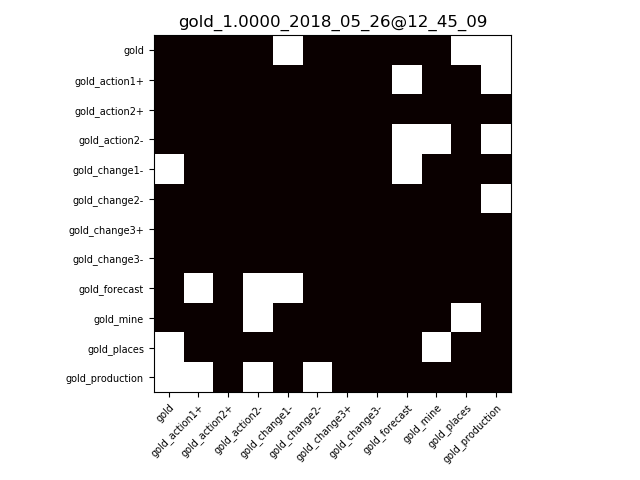 gold_1.0000_2018_05_26@12_45_09
gold
gold_action1+
gold_action2+
gold_action2-
gold_change1-
gold_change2-
gold_change3+
gold_change3-
gold_forecast
gold_mine
gold_places
gold_production
gold
gold_action1+
gold_action2+
gold_action2-
gold_change1-
gold_change2-
gold_change3+
gold_change3-
gold_forecast
gold_mine
gold_places
gold_production